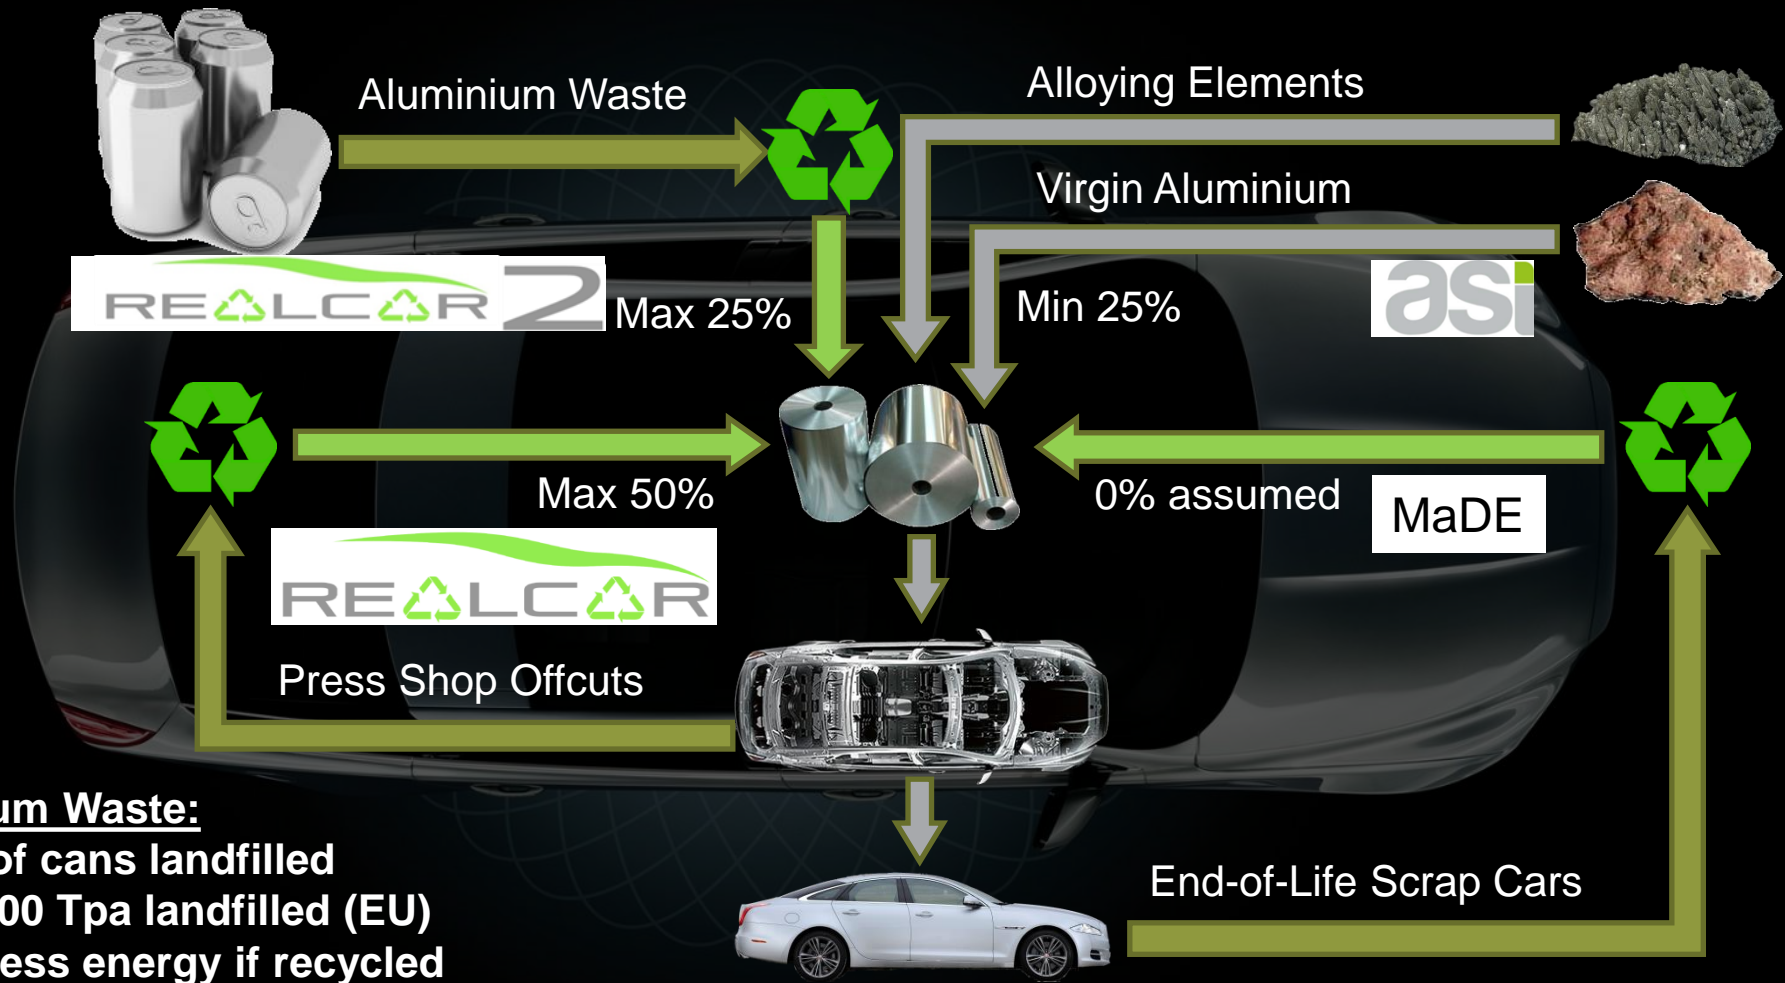 Aluminium Waste
Alloying Elements
Virgin Aluminium
REALCAR 2
Max 25%
Min 25%
asi
Max 50%
0% assumed
MaDE
REALCAR
Press Shop Offcuts
um Waste:
of cans landfilled
00 Tpa landfilled (EU)
ess energy if recycled
End-of-Life Scrap Cars